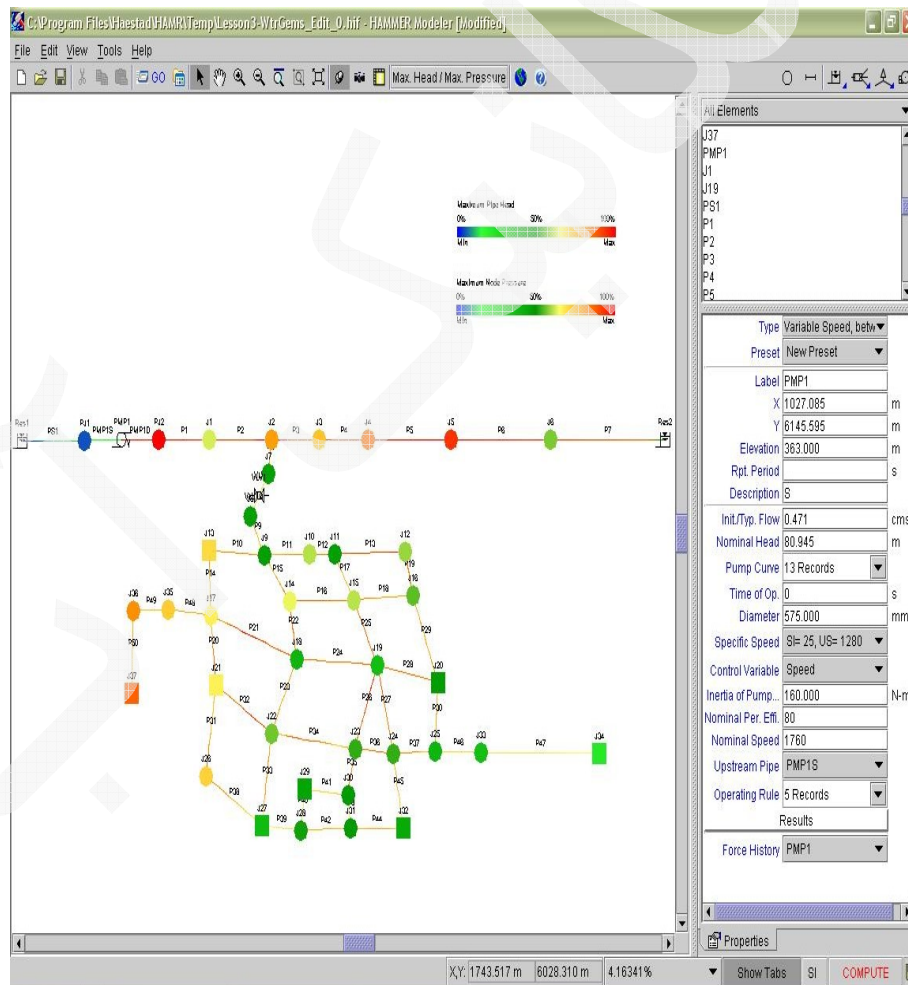 C:\Program Files\Haestad\HAMR\Temp\Lesson3-WtrGems_Edit_0.hif - HAMMER Modeler [Modified]
File Edit View Tools Help
GO Max. Head / Max. Pressure
All Elements
J37
PMP1
J1
J19
PS1
P1
P2
P3
P4
P5
Maximum Pipe Head
0% 50% 100%
Min Max
Maximum Node Pressure
0% 50% 100%
Min Max
Type Variable Speed, betw
Preset New Preset
Label PMP1
X 1027.085 m
Y 6145.595 m
Elevation 363.000 m
Rpt. Period s
Description S
Init./Typ. Flow 0.471 cms
Nominal Head 80.945 m
Pump Curve 13 Records
Time of Op. 0 s
Diameter 575.000 mm
Specific Speed SI= 25, US= 1280
Control Variable Speed
Inertia of Pump... 160.000 N-m
Nominal Per. Effi. 80
Nominal Speed 1760
Upstream Pipe PMP1S
Operating Rule 5 Records
Results
Force History PMP1
Properties
Res1 PS1 PJ1 PMP1S PMP1 PMP1D PJ2 P1 J1 P2 J2 P3 J3 P4 J4 P5 J5 P6 J6 P7 Res2
J7
P9
J13 P10 J9 P11 J10 P12 J11 P13 J12
P14 P15 P17 P19
J36 P49 J35 P48 J17 J14 P16 J15 P18 J16
P50 P20 P21 P22 P25 P29
J37 J21 J18 P24 J19 P28 J20
P31 P32 P23 P26 P27 P30
J22 P34 J23 P36 J24 P37 J25 P46 J33 P47 J34
J26 P33 J29 P41 J30 P35 P45
P38 J27 P39 J28 P42 J31 P44 J32
X,Y: 1743.517 m 6028.310 m 4.16341% Show Tabs SI COMPUTE